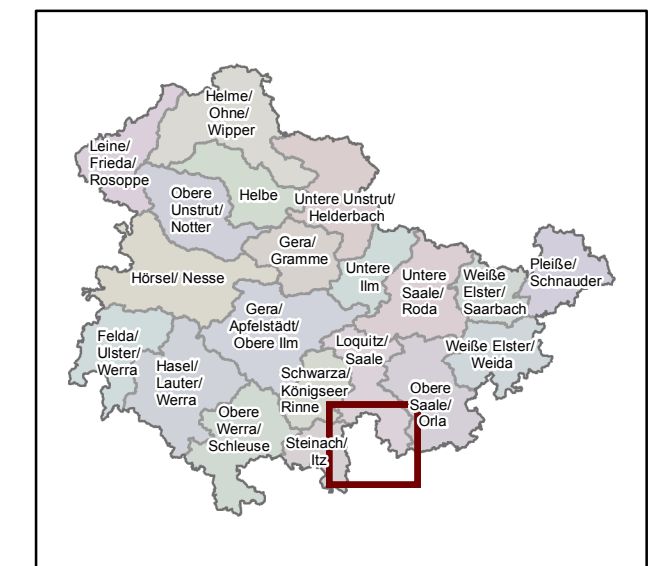 Helme/
Ohne/
Wipper
Leine/
Frieda/
Rosoppe
Obere
Unstrut/
Notter
Helbe
Untere Unstrut/
Helderbach
Gera/
Gramme
Hörsel/ Nesse
Untere
Ilm
Untere
Saale/
Roda
Weiße
Elster/
Saarbach
Pleiße/
Schnauder
Gera/
Apfelstädt/
Obere Ilm
Felda/
Ulster/
Werra
Hasel/
Lauter/
Werra
Loquitz/
Saale
Weiße Elster/
Weida
Schwarza/
Königseer
Rinne
Obere
Saale/
Orla
Obere
Werra/
Schleuse
Steinach/
Itz